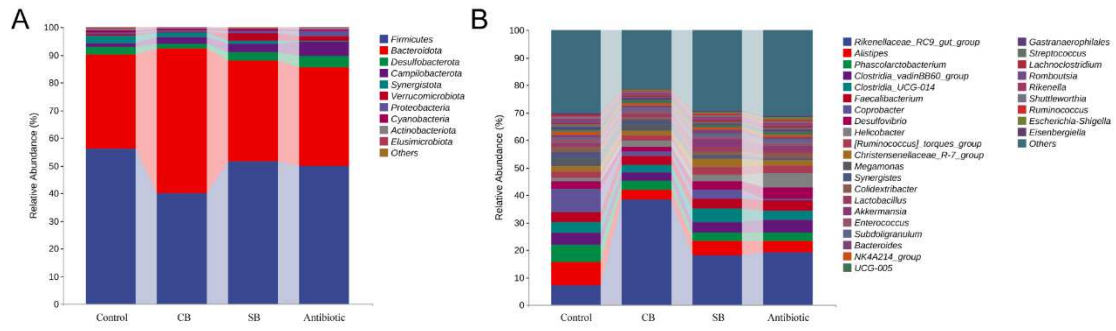 A
Relative Abundance (%)
100
90
80
70
60
50
40
30
20
10
0
Control
CB
SB
Antibiotic
Firmicutes
Bacteroidota
Desulfobacterota
Campilobacterota
Synergistota
Verrucomicrobiota
Proteobacteria
Cyanobacteria
Actinobacteriota
Elusimicrobiota
Others
B
Relative Abundance (%)
100
90
80
70
60
50
40
30
20
10
0
Control
CB
SB
Antibiotic
Rikenellaceae_RC9_gut_group
Alistipes
Phascolarctobacterium
Clostridia_vadinBB60_group
Clostridia_UCG-014
Faecalibacterium
Coprobacter
Desulfovibrio
Helicobacter
[Ruminococcus]_torques_group
Christensenellaceae_R-7_group
Megamonas
Synergistes
Colidextribacter
Lactobacillus
Akkermansia
Enterococcus
Subdoligranulum
Bacteroides
NK4A214_group
UCG-005
Gastranaerophilales
Streptococcus
Lachnoclostridium
Romboutsia
Rikenella
Shuttleworthia
Ruminococcus
Escherichia-Shigella
Eisenbergiella
Others